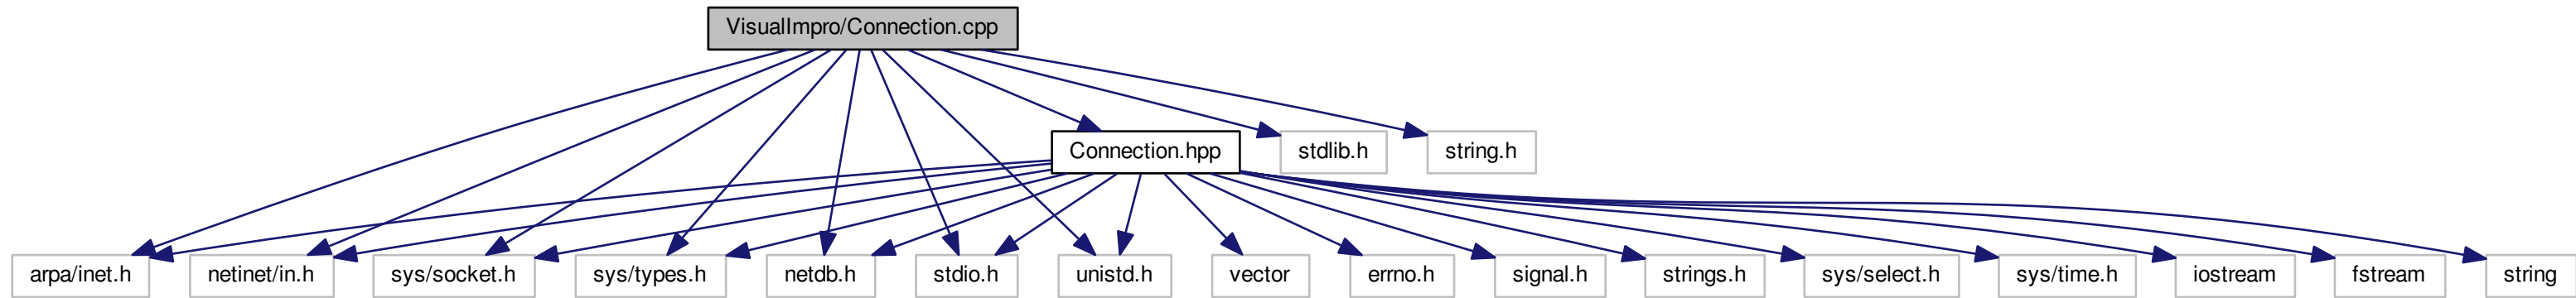 VisualImpro/Connection.cpp
Connection.hpp
stdlib.h
string.h
arpa/inet.h
netinet/in.h
sys/socket.h
sys/types.h
netdb.h
stdio.h
unistd.h
vector
errno.h
signal.h
strings.h
sys/select.h
sys/time.h
iostream
fstream
string